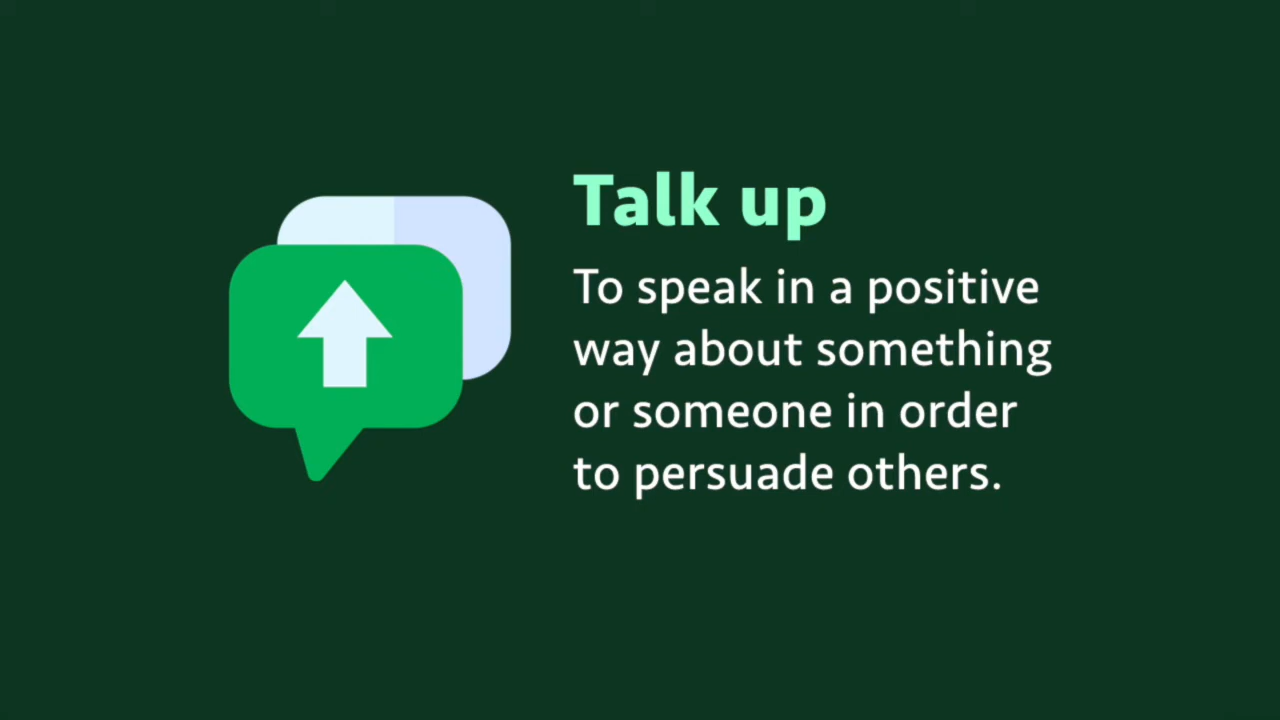 Talk up
To speak in a positive
way about something
or someone in order
to persuade others.